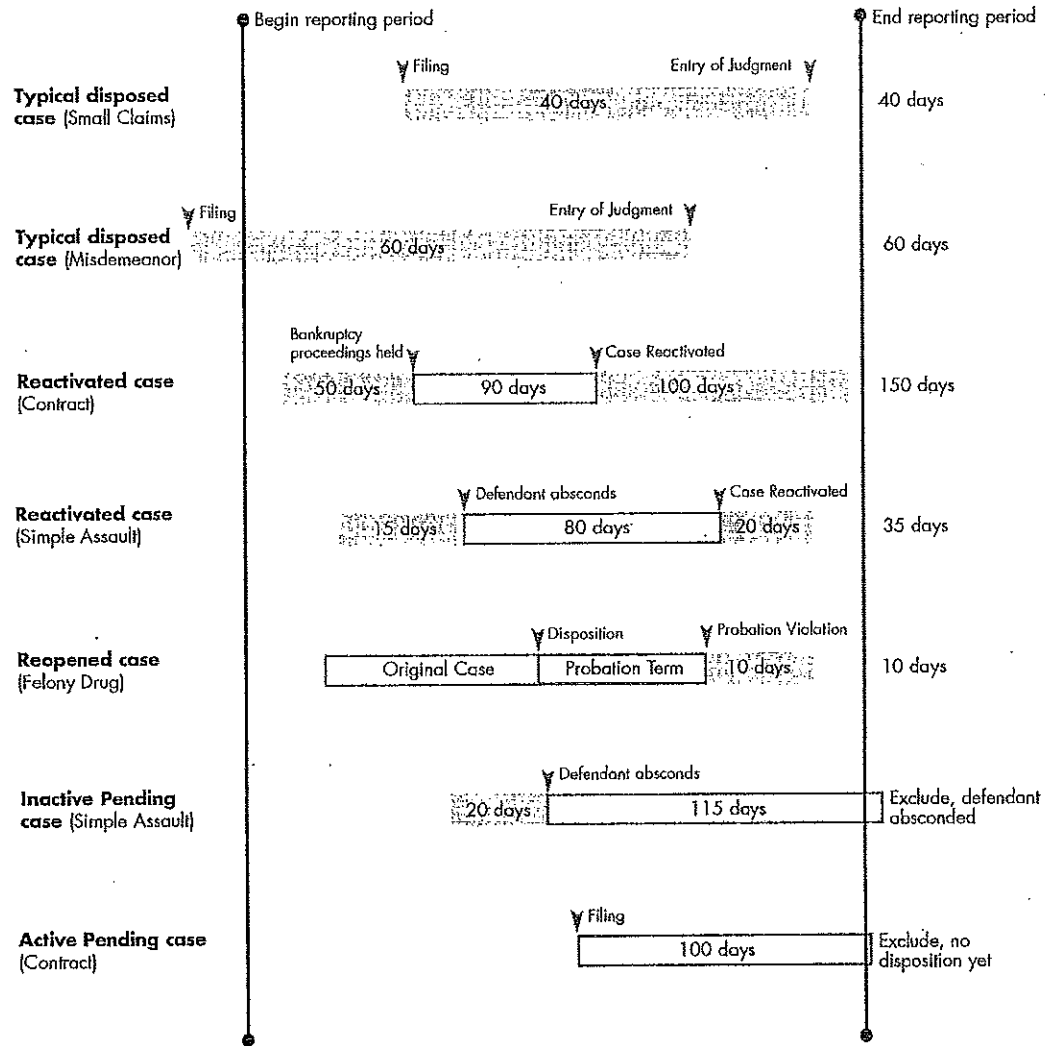 Begin reporting period
End reporting period
Filing
Entry of Judgment
Typical disposed
case (Small Claims)
40 days
40 days
Filing
Entry of Judgment
Typical disposed
case (Misdemeanor)
60 days
60 days
Bankruptcy
proceedings held
Case Reactivated
Reactivated case
(Contract)
50 days
90 days
100 days
150 days
Defendant absconds
Case Reactivated
Reactivated case
(Simple Assault)
15 days
80 days
20 days
35 days
Disposition
Probation Violation
Reopened case
(Felony Drug)
Original Case
Probation Term
10 days
10 days
Defendant absconds
Inactive Pending
case (Simple Assault)
20 days
115 days
Exclude, defendant
absconded
Filing
Active Pending case
(Contract)
100 days
Exclude, no
disposition yet